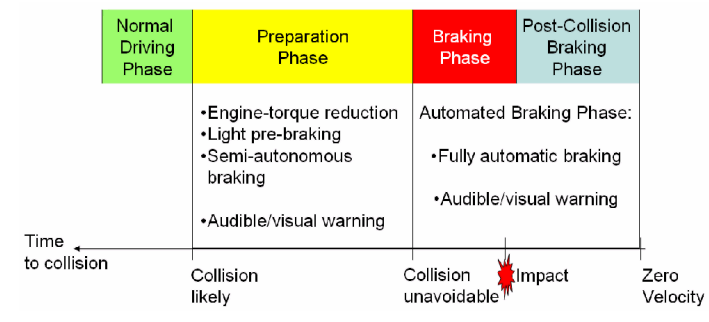 Normal
Driving
Phase
Preparation
Phase
Braking
Phase
Post-Collision
Braking
Phase
•Engine-torque reduction
•Light pre-braking
•Semi-autonomous
braking
•Audible/visual warning
Automated Braking Phase:
•Fully automatic braking
•Audible/visual warning
Time
to collision
Collision
likely
Collision
unavoidable
Impact
Zero
Velocity